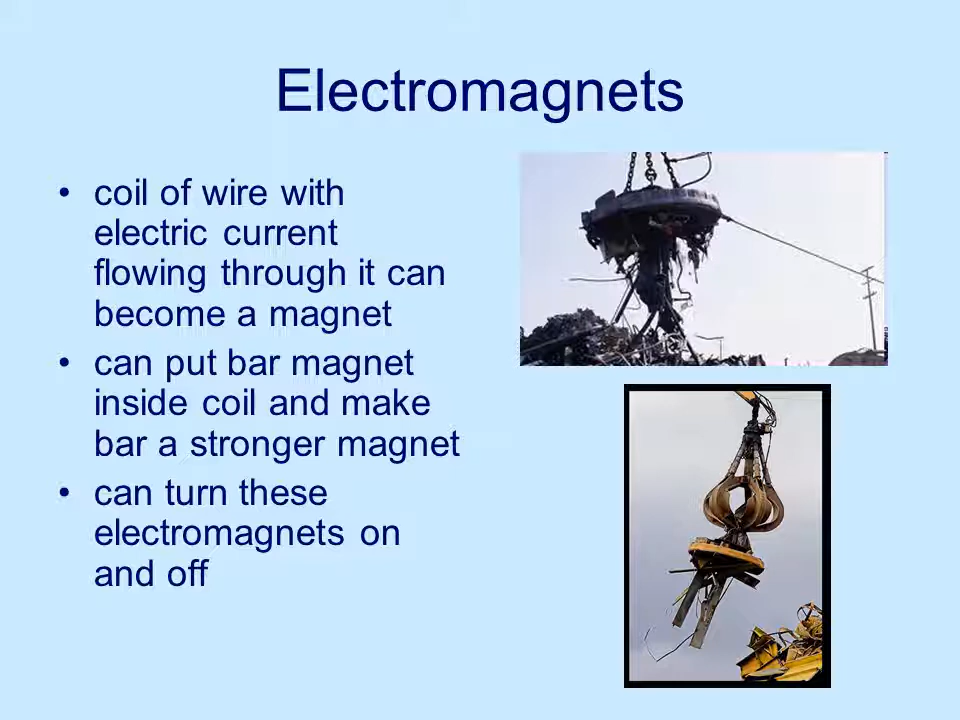 Electromagnets
• coil of wire with
electric current
flowing through it can
become a magnet
• can put bar magnet
inside coil and make
bar a stronger magnet
• can turn these
electromagnets on
and off